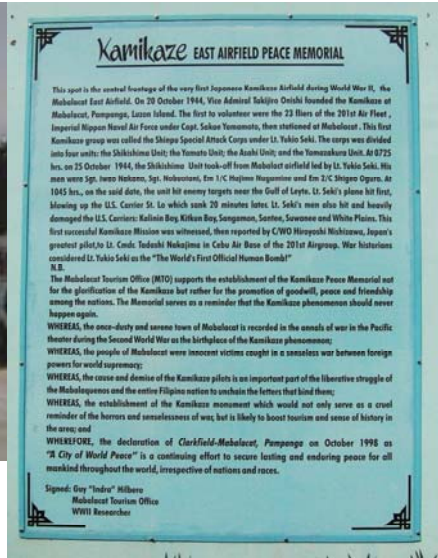 Kamikaze EAST AIRFIELD PEACE MEMORIAL
This spot is the central frontage of the very first Japanese Kamikaze Airfield during World War II, the
Mabalacat East Airfield. On 20 October 1944, Vice Admiral Takijiro Onishi founded the Kamikaze at
Mabalacat, Pampanga, Luzon Island. The first to volunteer were the 23 fliers of the 201st Air Fleet,
Imperial Nippon Naval Air Force under Capt. Sakae Yamamoto, then stationed at Mabalacat. This first
Kamikaze group was called the Shinpu Special Attack Corps under Lt. Yukio Seki. The corps was divided
into four units: the Shikishima Unit; the Yamato Unit; the Asahi Unit; and the Yamazakura Unit. At 0725
hrs. on 25 October 1944, the Shikishima Unit took-off from Mabalacat airfield led by Lt. Yukio Seki. His
men were Sgt. Iwao Nakano, Sgt. Nobuo Tani, Em 1/C Hajime Nagamine and Em 2/C Shigeo Oguro. At
1045 hrs., on the said date, the unit hit enemy targets near the Gulf of Leyte. Lt. Seki's plane hit first,
blowing up the U.S. Carrier St. Lo which sank 20 minutes later. Lt. Seki's men also hit and heavily
damaged the U.S. Carriers: Kalinin Bay, Kitkun Bay, Sangamon, Santee, Suwanee and White Plains. This
first successful Kamikaze Mission was witnessed, then reported by C/WO Hiroyoshi Nishizawa, Japan's
greatest pilot, to Lt. Cmdr. Tadashi Nakajima in Cebu Air Base of the 201st Airgroup. War historians
considered Lt. Yukio Seki as the "The World's First Official Human Bomb!"
N.B.
The Mabalacat Tourism Office (MTO) supports the establishment of the Kamikaze Peace Memorial not
for the glorification of the Kamikaze but rather for the promotion of goodwill, peace and friendship
among the nations. The Memorial serves as a reminder that the Kamikaze phenomenon should never
happen again.
WHEREAS, the once-dusty and serene town of Mabalacat is recorded in the annals of war in the Pacific
theater during the Second World War as the birthplace of the Kamikaze phenomenon;
WHEREAS, the people of Mabalacat were innocent victims caught in a senseless war between foreign
powers for world supremacy;
WHEREAS, the cause and demise of the Kamikaze pilots is an important part of the liberative struggle of
the Mabalaqueños and the entire Filipino nation to unchain the fetters that bind them;
WHEREAS, the establishment of the Kamikaze monument which would not only serve as a cruel
reminder of the horrors and senselessness of war, but is likely to boost tourism and sense of history in
the area; and
WHEREFORE, the declaration of Clarkfield-Mabalacat, Pampanga on October 1998 as
"A City of World Peace" is a continuing effort to secure lasting and enduring peace for all
mankind throughout the world, irrespective of nations and races.
Signed: Guy "Indra" Hilbero
Mabalacat Tourism Office
WWII Researcher